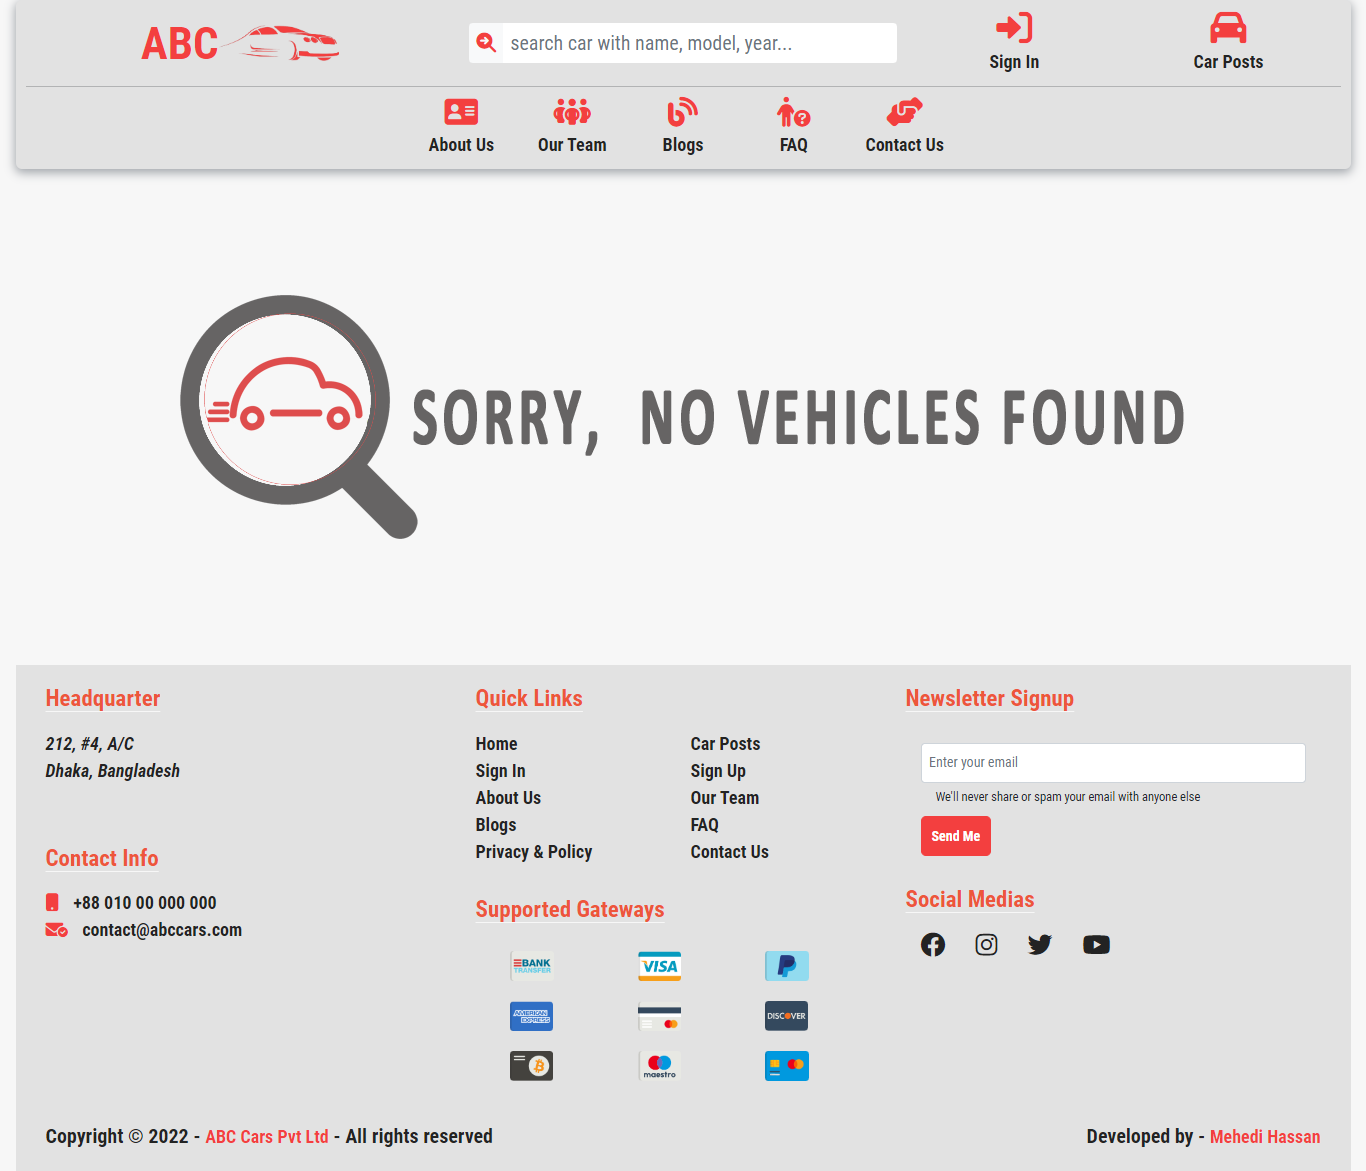 ABC
search car with name, model, year...
Sign In
Car Posts
About Us
Our Team
Blogs
FAQ
Contact Us
SORRY, NO VEHICLES FOUND
Headquarter
212, #4, A/C
Dhaka, Bangladesh
Contact Info
+88 010 00 000 000
contact@abccars.com
Quick Links
Home
Car Posts
Sign In
Sign Up
About Us
Our Team
Blogs
FAQ
Privacy & Policy
Contact Us
Supported Gateways
BANK
TRANSFER
VISA
AMERICAN
EXPRESS
DISCOVER
maestro
Newsletter Signup
Enter your email
We'll never share or spam your email with anyone else
Send Me
Social Medias
Copyright © 2022 - ABC Cars Pvt Ltd - All rights reserved
Developed by - Mehedi Hassan